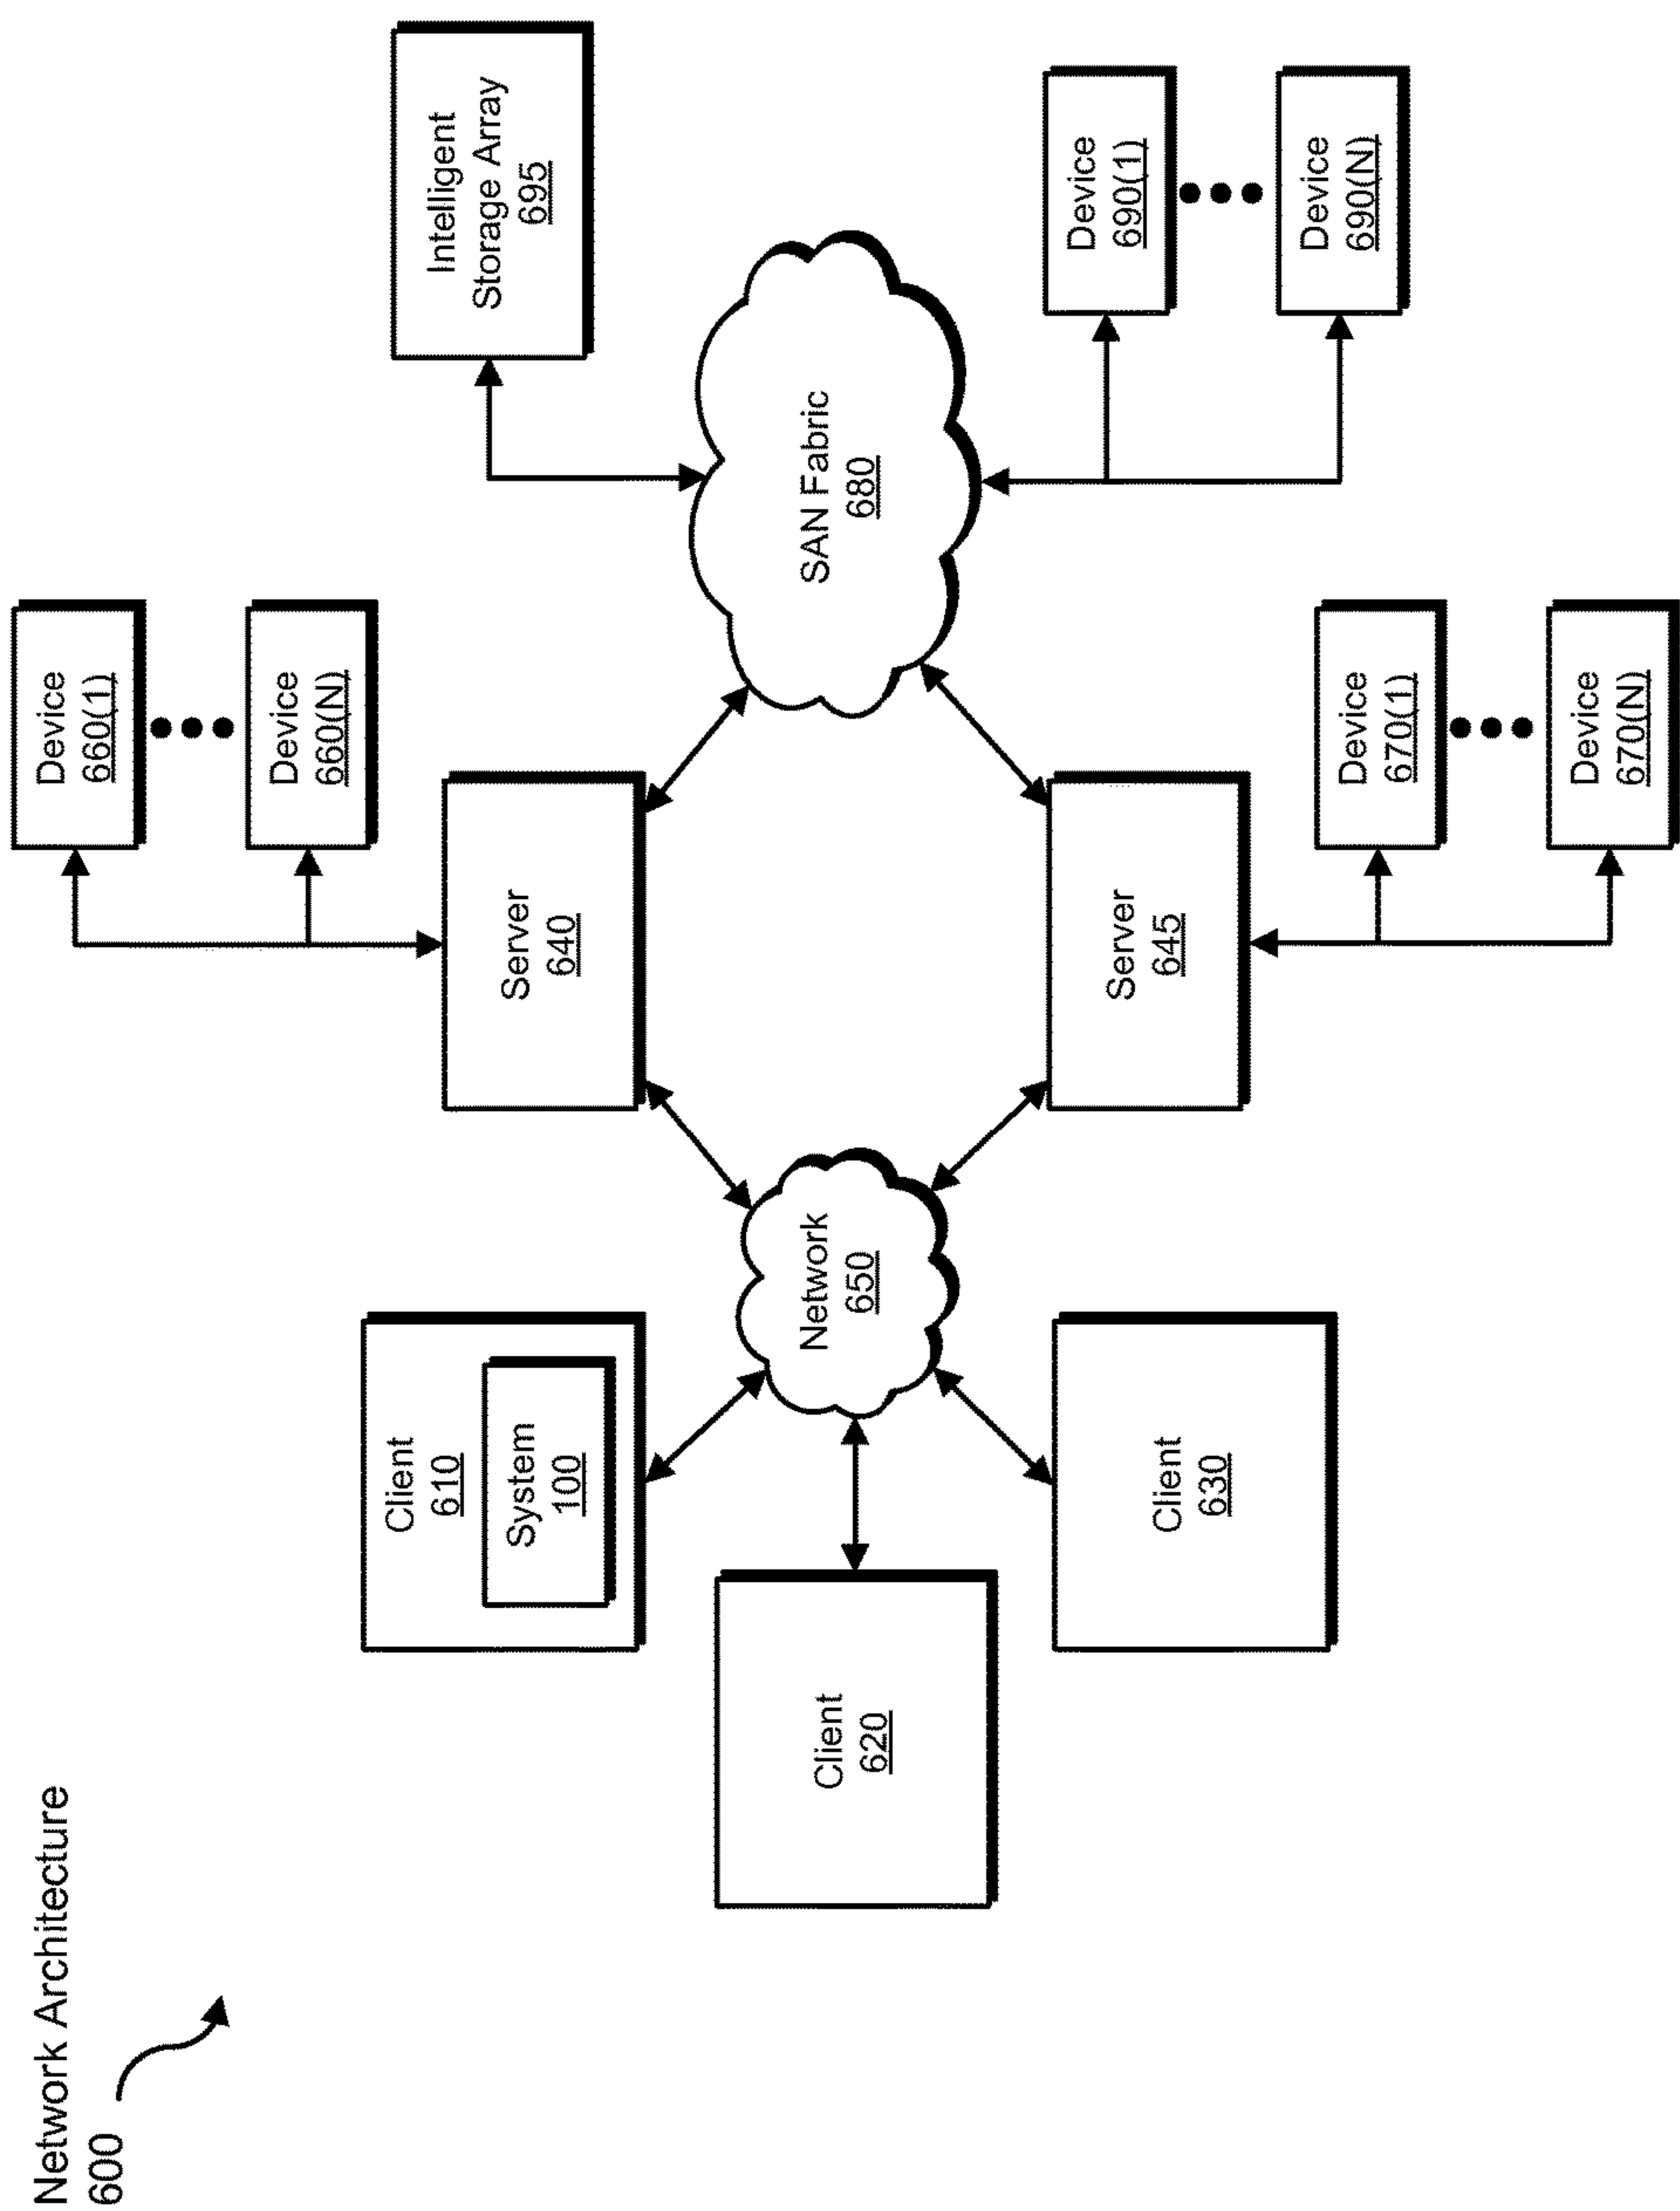 Network Architecture
600
Device
660(1)
Device
660(N)
Intelligent
Storage Array
695
Client
610
System
100
Server
640
Client
620
Network
650
SAN Fabric
680
Client
630
Server
645
Device
690(1)
Device
690(N)
Device
670(1)
Device
670(N)